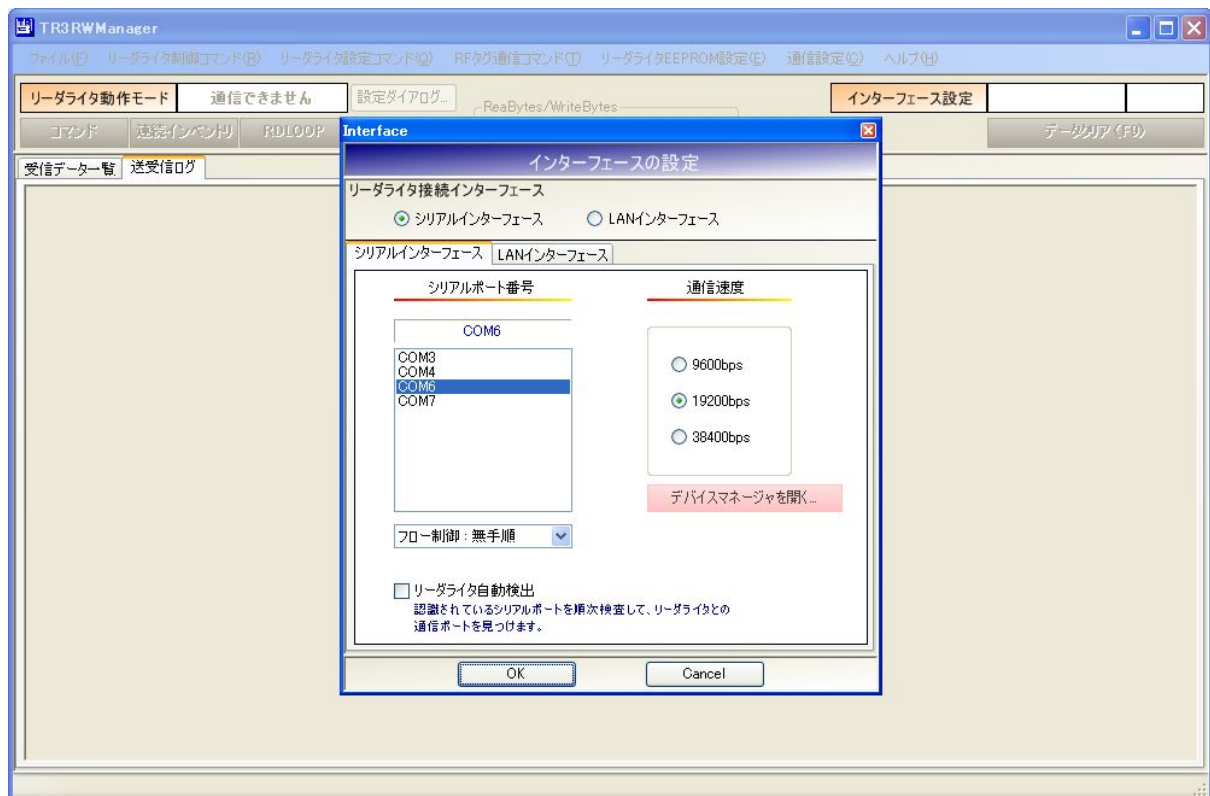 TR3RWManager
ファイル(F) リーダライタ制御コマンド(R) リーダライタ設定コマンド(Q) RFタグ通信コマンド(T) リーダライタEEPROM設定(E) 通信設定(C) ヘルプ(H)
リーダライタ動作モード 通信できません 設定ダイアログ... ReaBytes/WriteBytes インターフェース設定
コマンド 連続インベントリ RDLOOP データクリア (F9)
受信データ一覧 送受信ログ
Interface
インターフェースの設定
リーダライタ接続インターフェース
シリアルインターフェース LANインターフェース
シリアルインターフェース LANインターフェース
シリアルポート番号 通信速度
COM6
COM3
COM4
COM6
COM7
9600bps
19200bps
38400bps
デバイスマネージャを開く...
フロー制御 : 無手順
リーダライタ自動検出
認識されているシリアルポートを順次検査して、リーダライタとの
通信ポートを見つけます。
OK Cancel